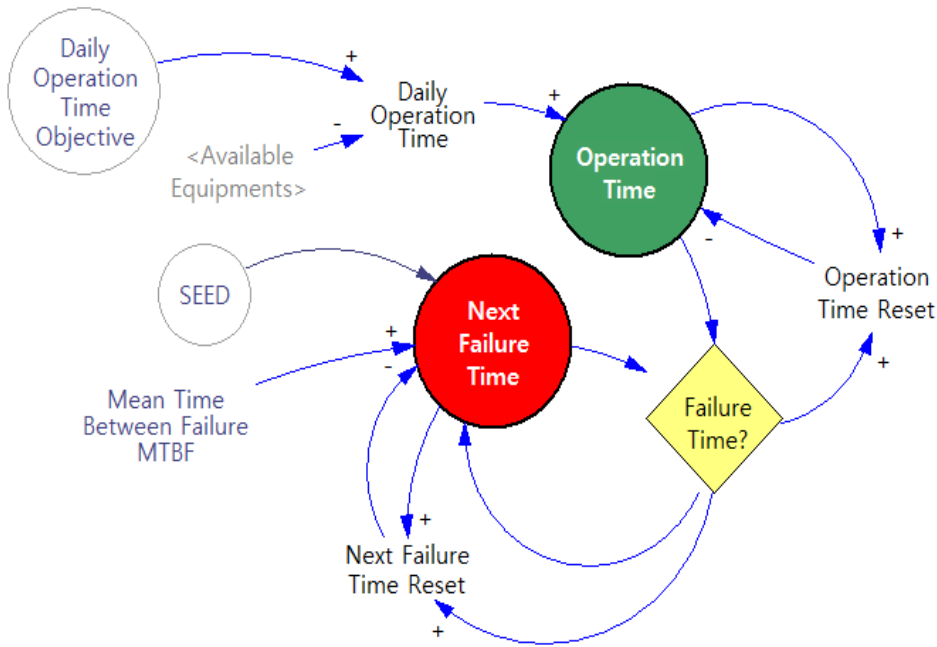 Daily
Operation
Time
Objective
+
Daily
Operation
Time
-
<Available
Equipments>
+
Operation
Time
-
+
Operation
Time Reset
+
SEED
Next
Failure
Time
+
-
Mean Time
Between Failure
MTBF
Failure
Time?
+
Next Failure
Time Reset
+